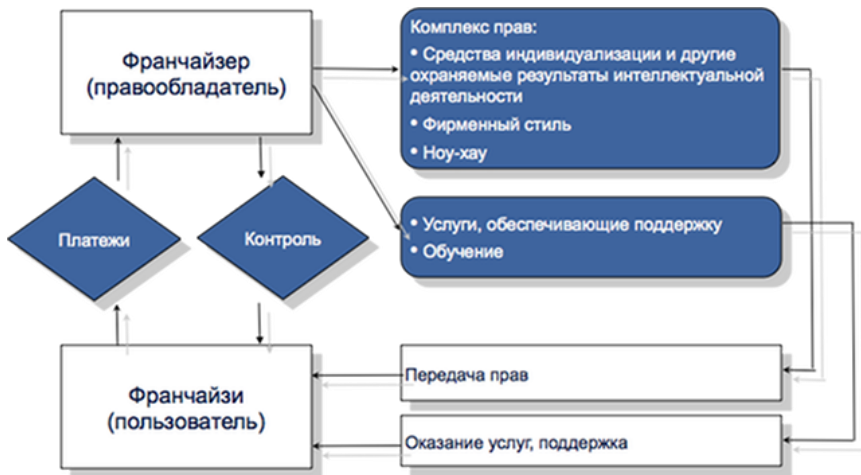 Франчайзер
(правообладатель)
Комплекс прав:
• Средства индивидуализации и другие
охраняемые результаты интеллектуальной
деятельности
• Фирменный стиль
• Ноу-хау
Платежи
Контроль
• Услуги, обеспечивающие поддержку
• Обучение
Франчайзи
(пользователь)
Передача прав
Оказание услуг, поддержка